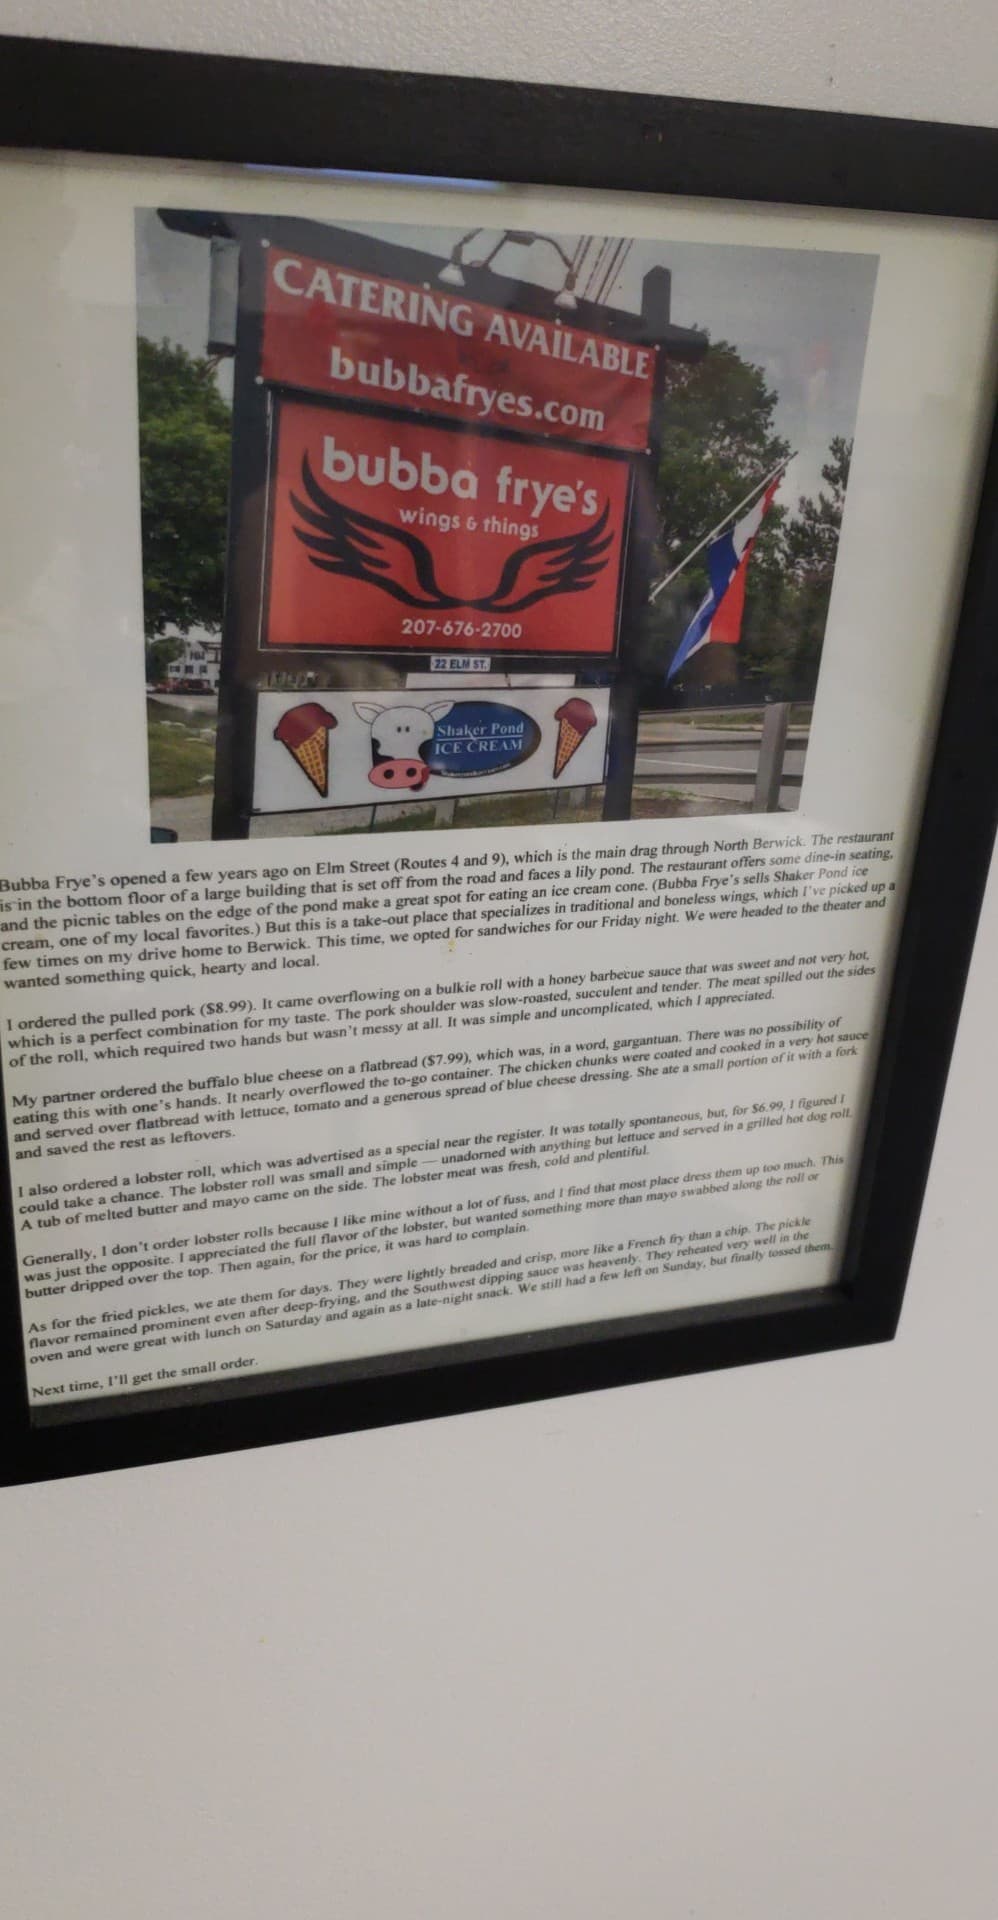 CATERING AVAILABLE
bubbafryes.com
bubba frye's
wings & things
207-676-2700
22 ELM ST.
Shaker Pond
ICE CREAM
Bubba Frye's opened a few years ago on Elm Street (Routes 4 and 9), which is the main drag through North Berwick. The restaurant
is in the bottom floor of a large building that is set off from the road and faces a lily pond. The restaurant offers some dine-in seating,
and the picnic tables on the edge of the pond make a great spot for eating an ice cream cone. (Bubba Frye's sells Shaker Pond ice
cream, one of my local favorites.) But this is a take-out place that specializes in traditional and boneless wings, which I've picked up a
few times on my drive home to Berwick. This time, we opted for sandwiches for our Friday night. We were headed to the theater and
wanted something quick, hearty and local.
I ordered the pulled pork ($8.99). It came overflowing on a bulkie roll with a honey barbecue sauce that was sweet and not very hot,
which is a perfect combination for my taste. The pork shoulder was slow-roasted, succulent and tender. The meat spilled out the sides
of the roll, which required two hands but wasn't messy at all. It was simple and uncomplicated, which I appreciated.
My partner ordered the buffalo blue cheese on a flatbread ($7.99), which was, in a word, gargantuan. There was no possibility of
eating this with one's hands. It nearly overflowed the to-go container. The chicken chunks were coated and cooked in a very hot sauce
and served over flatbread with lettuce, tomato and a generous spread of blue cheese dressing. She ate a small portion of it with a fork
and saved the rest as leftovers.
I also ordered a lobster roll, which was advertised as a special near the register. It was totally spontaneous, but, for $6.99, I figured I
could take a chance. The lobster roll was small and simple — unadorned with anything but lettuce and served in a grilled hot dog roll.
A tub of melted butter and mayo came on the side. The lobster meat was fresh, cold and plentiful.
Generally, I don't order lobster rolls because I like mine without a lot of fuss, and I find that most place dress them up too much. This
was just the opposite. I appreciated the full flavor of the lobster, but wanted something more than mayo swabbed along the roll or
butter dripped over the top. Then again, for the price, it was hard to complain.
As for the fried pickles, we ate them for days. They were lightly breaded and crisp, more like a French fry than a chip. The pickle
flavor remained prominent even after deep-frying, and the Southwest dipping sauce was heavenly. They reheated very well in the
oven and were great with lunch on Saturday and again as a late-night snack. We still had a few left on Sunday, but finally tossed them.
Next time, I'll get the small order.